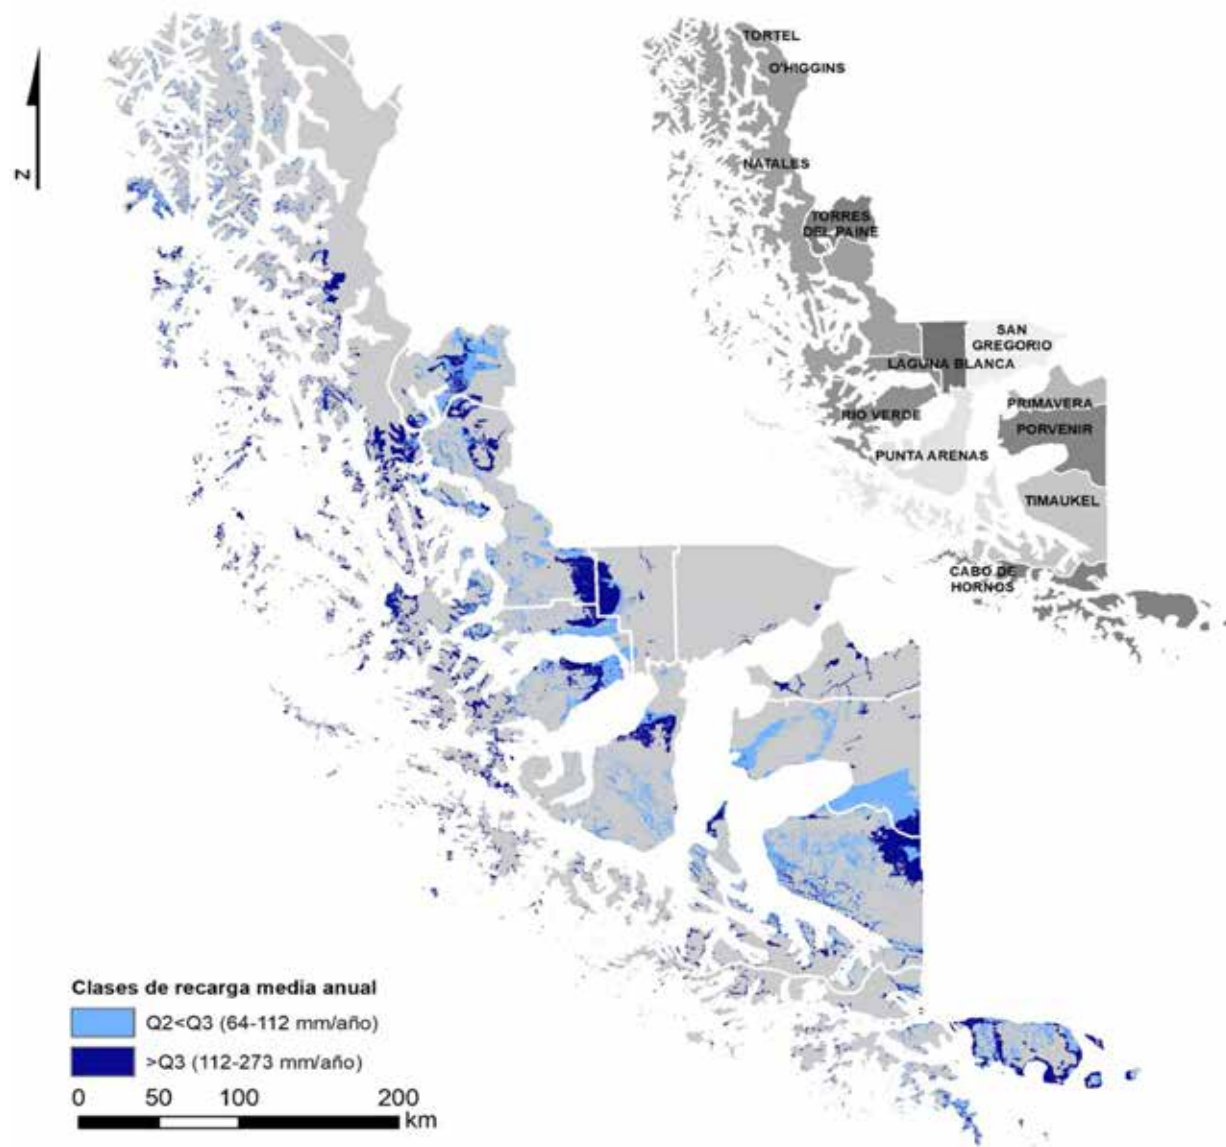 N
TORTEL
O'HIGGINS
NATALES
TORRES
DEL PAINE
SAN
GREGORIO
LAGUNA BLANCA
RIO VERDE
PRIMAVERA
PORVENIR
PUNTA ARENAS
TIMAUKEL
CABO DE
HORNOS
Clases de recarga media anual
Q2<Q3 (64-112 mm/año)
>Q3 (112-273 mm/año)
0 50 100 200
km